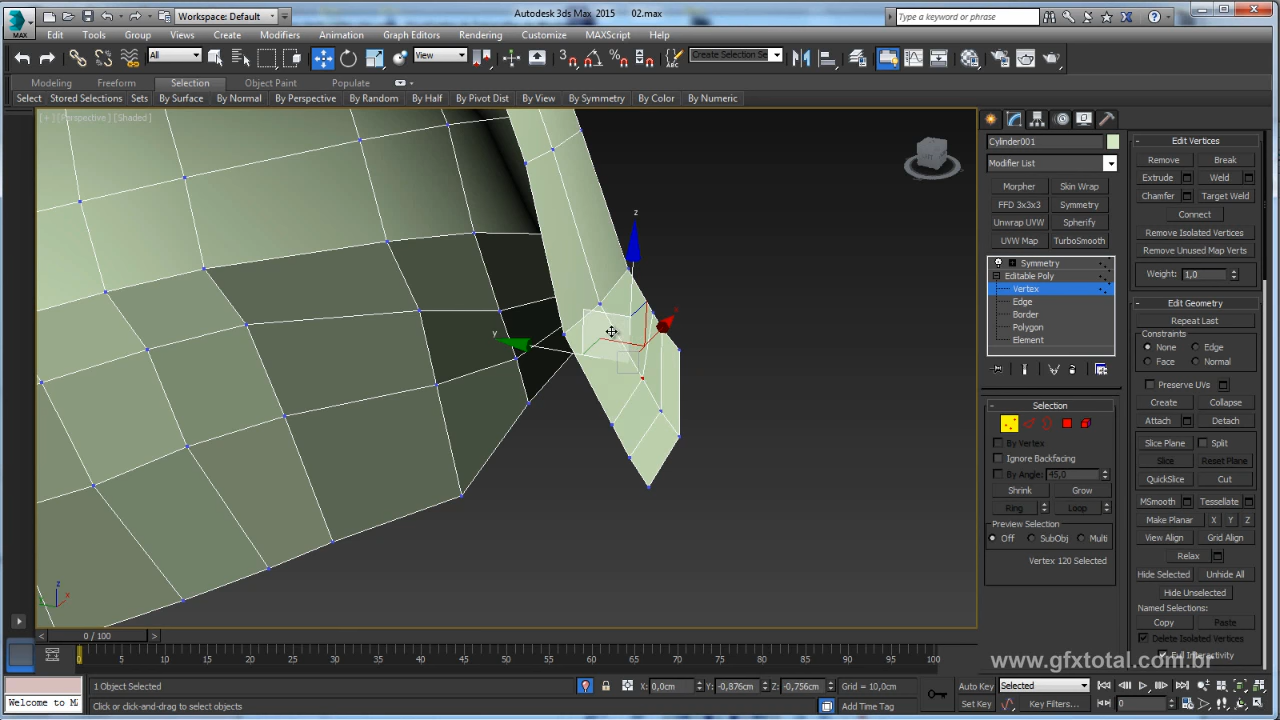 Workspace: Default
Autodesk 3ds Max 2015    02.max
Type a keyword or phrase
MAX
Edit Tools Group Views Create Modifiers Animation Graph Editors Rendering Customize MAXScript Help
All View Create Selection Se
Modeling Freeform Selection Object Paint Populate
Select Stored Selections Sets By Surface By Normal By Perspective By Random By Half By Pivot Dist By View By Symmetry By Color By Numeric
[+][Perspective][Shaded]
z
x
y
z
x
Cylinder001
Modifier List
Morpher Skin Wrap
FFD 3x3x3 Symmetry
Unwrap UVW Spherify
UVW Map TurboSmooth
Symmetry
Editable Poly
Vertex
Edge
Border
Polygon
Element
Selection
By Vertex
Ignore Backfacing
By Angle: 45,0
Shrink Grow
Ring Loop
Preview Selection
Off SubObj Multi
Vertex 120 Selected
Edit Vertices
Remove Break
Extrude Weld
Chamfer Target Weld
Connect
Remove Isolated Vertices
Remove Unused Map Verts
Weight: 1,0
Edit Geometry
Repeat Last
Constraints
None Edge
Face Normal
Preserve UVs
Create Collapse
Attach Detach
Slice Plane Split
Slice Reset Plane
QuickSlice Cut
MSmooth Tessellate
Make Planar X Y Z
View Align Grid Align
Relax
Hide Selected Unhide All
Hide Unselected
Named Selections:
Copy Paste
Delete Isolated Vertices
Full Interactivity
www.gfxtotal.com.br
0 / 100
0 5 10 15 20 25 30 35 40 45 50 55 60 65 70 75 80 85 90 95 100
1 Object Selected X: 0,0cm Y: -0,876cm Z: -0,756cm Grid = 10,0cm Auto Key Selected
Welcome to M Click or click-and-drag to select objects Add Time Tag Set Key Key Filters... 0